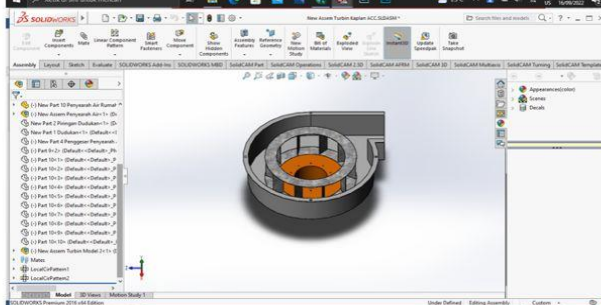 16/09/2022
SOLIDWORKS
New Assem Turbin Kaplan ACC.SLDASM *
Search files and models
Insert Components
Mate
Linear Component Pattern
Smart Fasteners
Move Component
Show Hidden Components
Assembly Features
Reference Geometry
New Motion Study
Bill of Materials
Exploded View
Instant3D
Update Speedpak
Take Snapshot
Assembly Layout Sketch Evaluate SOLIDWORKS Add-Ins SOLIDWORKS MBD SolidCAM Part SolidCAM Operations SolidCAM 2.5D SolidCAM AFRM SolidCAM 3D SolidCAM Multiaxis SolidCAM Turning SolidCAM Template
(-) New Part 10 Penyearah Air Rumah
(-) New Assem Penyearah Air<1> (De
New Part 2 Piringan Dudukan<1> (D
New Part 1 Dudukan<1> (Default<<
(-) New Part 4 Penggeser Penyearah
(-) Part 9<2> (Default<<Default>_Ph
(-) Part 10<1> (Default<<Default>_P
(-) Part 10<2> (Default<<Default>_P
(-) Part 10<3> (Default<<Default>_P
(-) Part 10<4> (Default<<Default>_P
(-) Part 10<5> (Default<<Default>_P
(-) Part 10<6> (Default<<Default>_P
(-) Part 10<7> (Default<<Default>_P
(-) Part 10<8> (Default<<Default>_P
(-) Part 10<9> (Default<<Default>_P
(-) Part 10<10> (Default<<Default>_
(-) New Assem Turbin Model 2<1> (D
Mates
LocalCirPattern1
LocalCirPattern2
Appearances(color)
Scenes
Decals
Model 3D Views Motion Study 1
SOLIDWORKS Premium 2018 x64 Edition
Under Defined Editing Assembly Custom